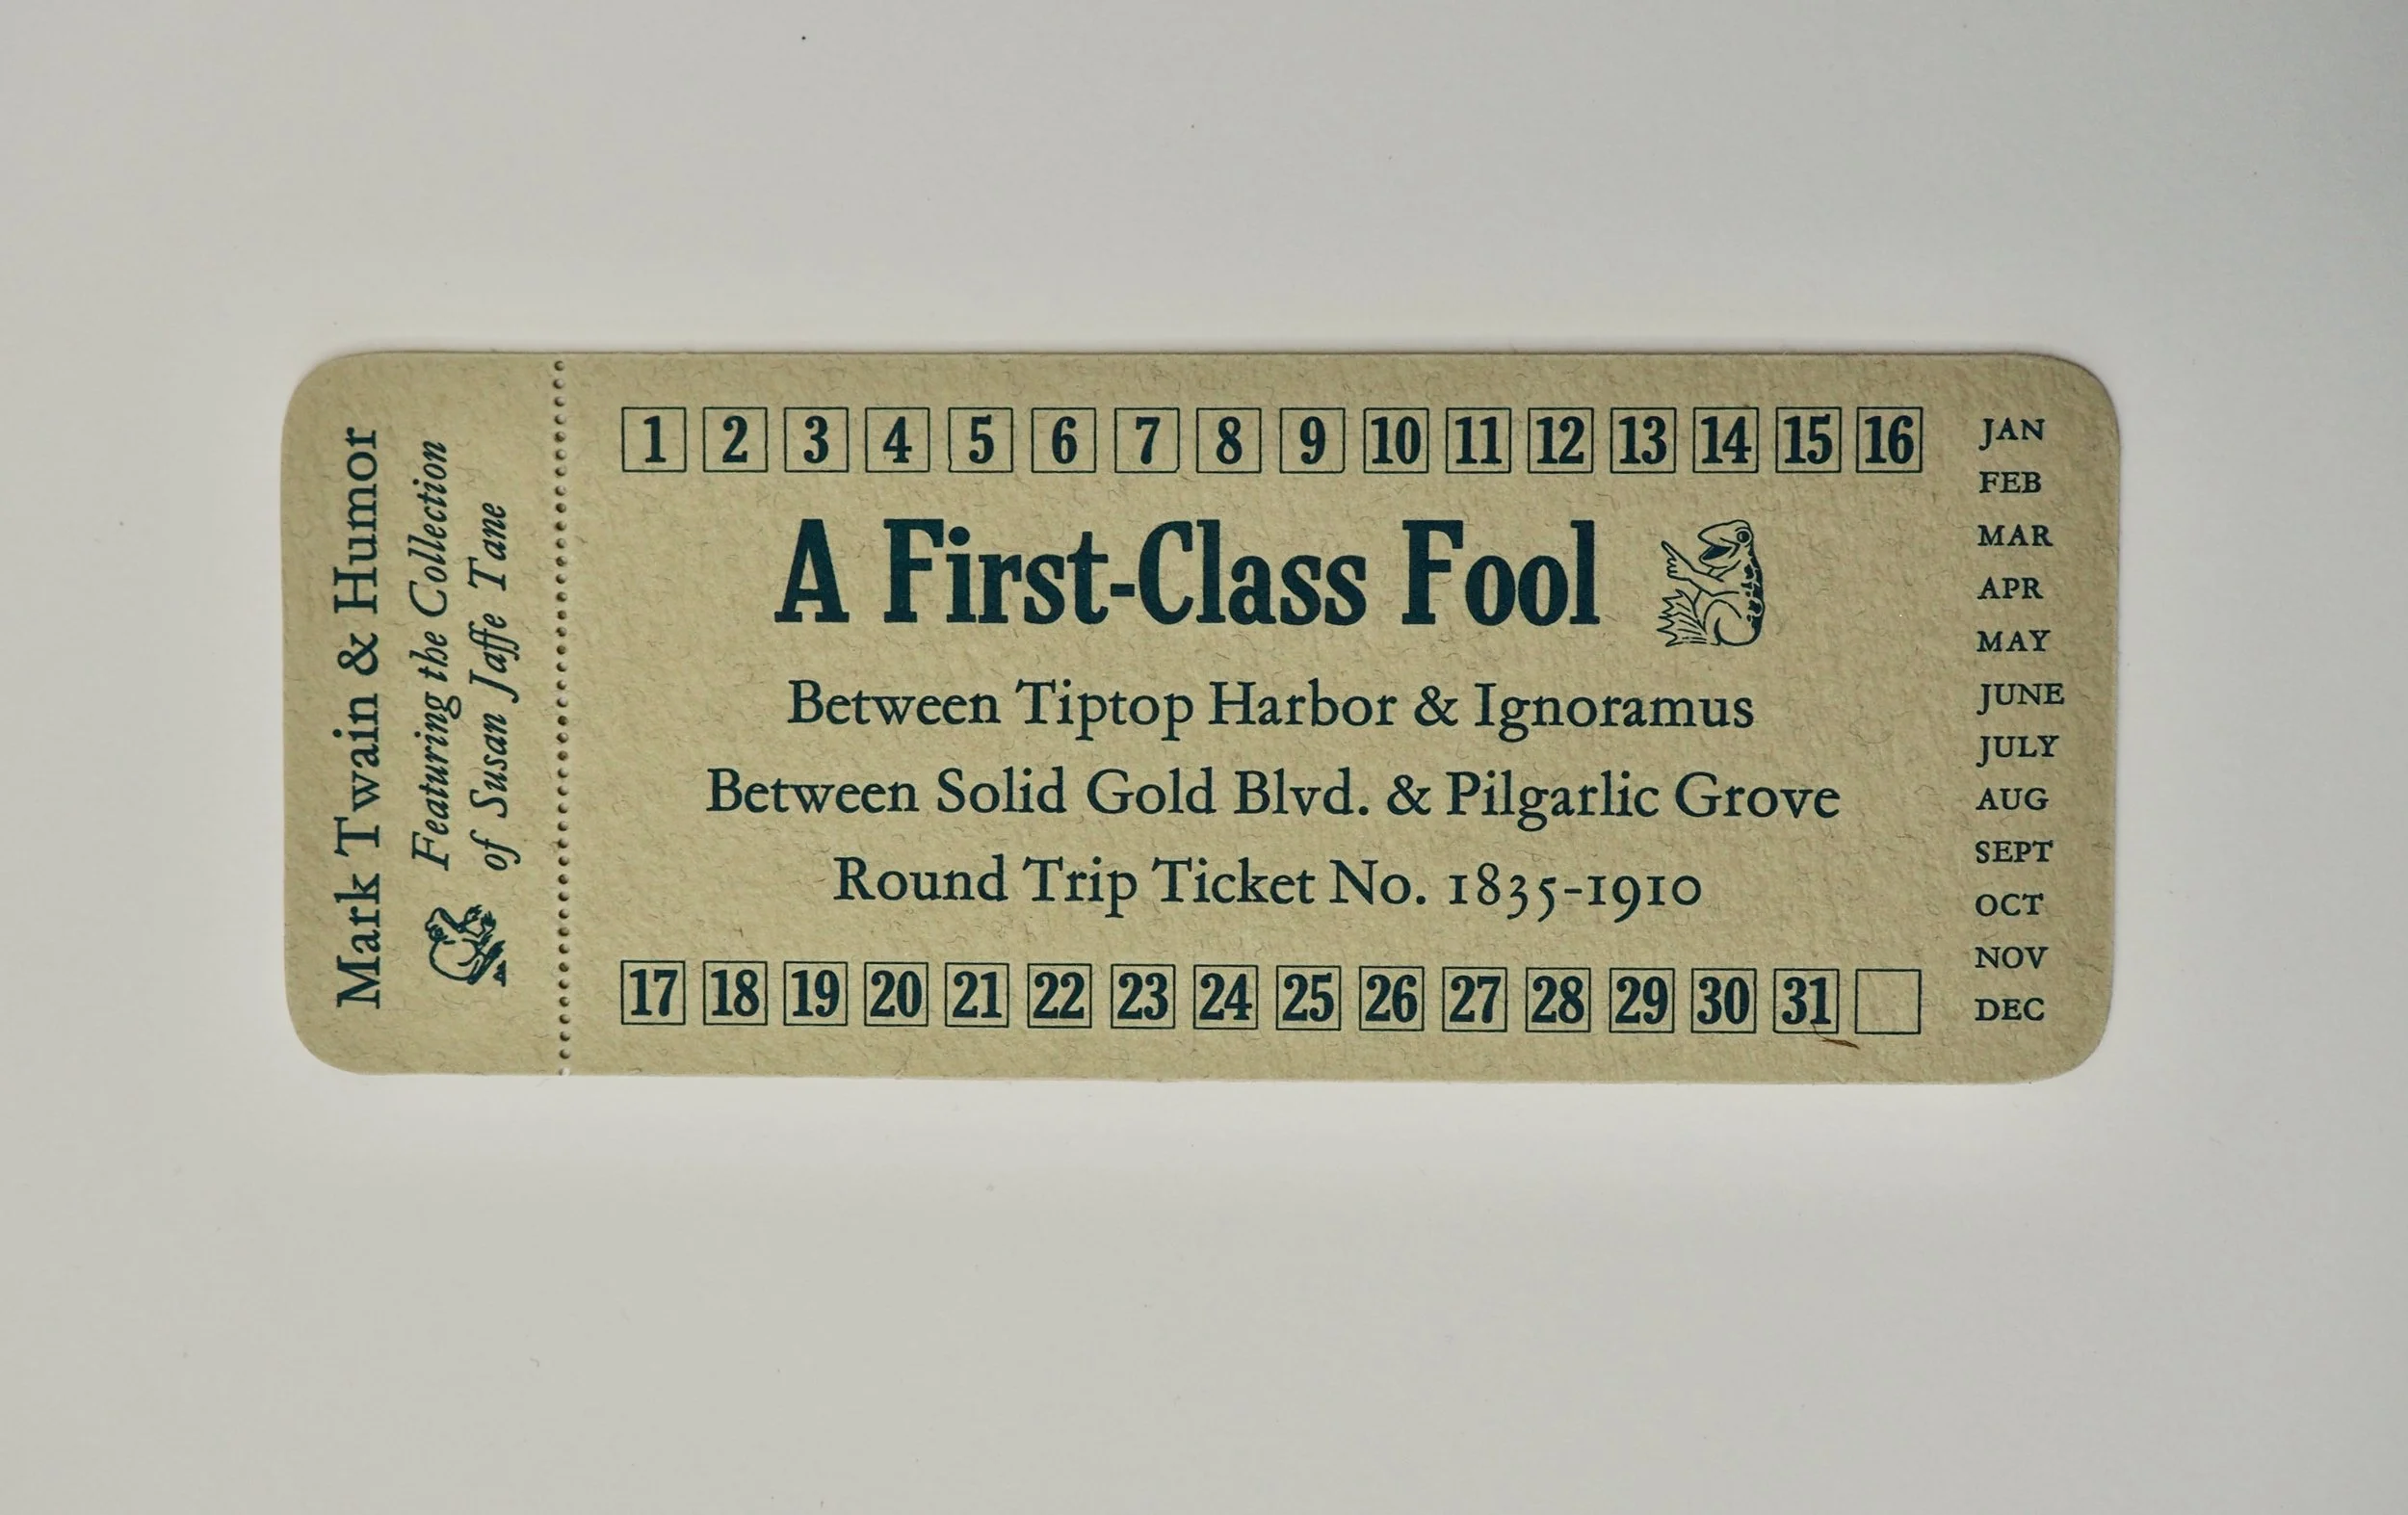 Mark Twain & Humor
Featuring the Collection
of Susan Jaffe Tane
1 2 3 4 5 6 7 8 9 10 11 12 13 14 15 16
A First-Class Fool
Between Tiptop Harbor & Ignoramus
Between Solid Gold Blvd. & Pilgarlic Grove
Round Trip Ticket No. 1835-1910
17 18 19 20 21 22 23 24 25 26 27 28 29 30 31
JAN
FEB
MAR
APR
MAY
JUNE
JULY
AUG
SEPT
OCT
NOV
DEC